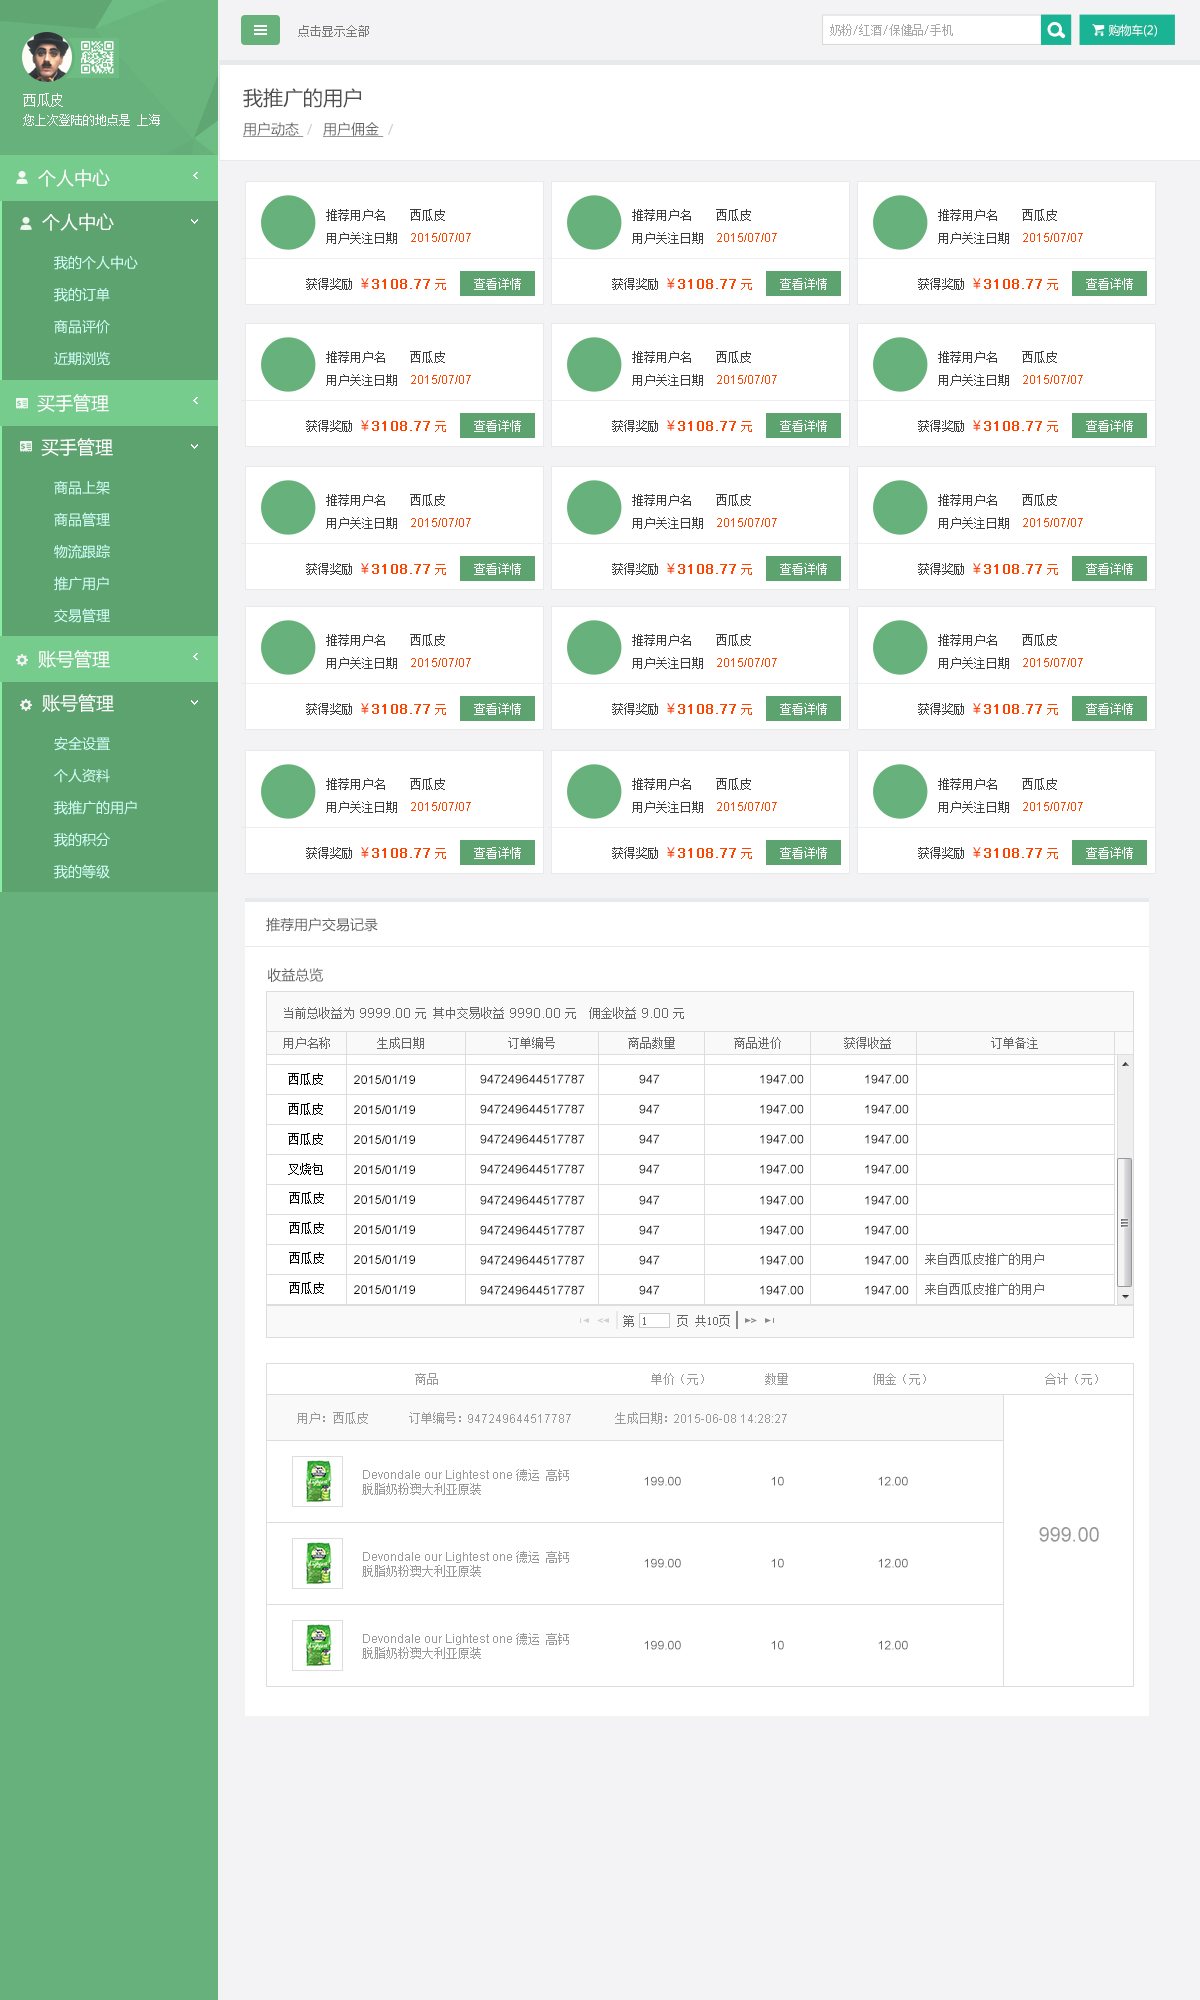 西瓜皮
您上次登陆的地点是 上海
个人中心
个人中心
我的个人中心
我的订单
商品评价
近期浏览
买手管理
买手管理
商品上架
商品管理
物流跟踪
推广用户
交易管理
账号管理
账号管理
安全设置
个人资料
我推广的用户
我的积分
我的等级
点击显示全部
奶粉/红酒/保健品/手机
购物车(2)
我推广的用户
用户动态 / 用户佣金 /
推荐用户名 西瓜皮 推荐用户名 西瓜皮 推荐用户名 西瓜皮
用户关注日期 2015/07/07 用户关注日期 2015/07/07 用户关注日期 2015/07/07
获得奖励 ￥3108.77 元 查看详情 获得奖励 ￥3108.77 元 查看详情 获得奖励 ￥3108.77 元 查看详情
推荐用户名 西瓜皮 推荐用户名 西瓜皮 推荐用户名 西瓜皮
用户关注日期 2015/07/07 用户关注日期 2015/07/07 用户关注日期 2015/07/07
获得奖励 ￥3108.77 元 查看详情 获得奖励 ￥3108.77 元 查看详情 获得奖励 ￥3108.77 元 查看详情
推荐用户名 西瓜皮 推荐用户名 西瓜皮 推荐用户名 西瓜皮
用户关注日期 2015/07/07 用户关注日期 2015/07/07 用户关注日期 2015/07/07
获得奖励 ￥3108.77 元 查看详情 获得奖励 ￥3108.77 元 查看详情 获得奖励 ￥3108.77 元 查看详情
推荐用户名 西瓜皮 推荐用户名 西瓜皮 推荐用户名 西瓜皮
用户关注日期 2015/07/07 用户关注日期 2015/07/07 用户关注日期 2015/07/07
获得奖励 ￥3108.77 元 查看详情 获得奖励 ￥3108.77 元 查看详情 获得奖励 ￥3108.77 元 查看详情
推荐用户名 西瓜皮 推荐用户名 西瓜皮 推荐用户名 西瓜皮
用户关注日期 2015/07/07 用户关注日期 2015/07/07 用户关注日期 2015/07/07
获得奖励 ￥3108.77 元 查看详情 获得奖励 ￥3108.77 元 查看详情 获得奖励 ￥3108.77 元 查看详情
推荐用户交易记录
收益总览
当前总收益为 9999.00 元 其中交易收益 9990.00 元 佣金收益 9.00 元
用户名称 生成日期 订单编号 商品数量 商品进价 获得收益 订单备注
西瓜皮 2015/01/19 947249644517787 947 1947.00 1947.00
西瓜皮 2015/01/19 947249644517787 947 1947.00 1947.00
西瓜皮 2015/01/19 947249644517787 947 1947.00 1947.00
叉烧包 2015/01/19 947249644517787 947 1947.00 1947.00
西瓜皮 2015/01/19 947249644517787 947 1947.00 1947.00
西瓜皮 2015/01/19 947249644517787 947 1947.00 1947.00
西瓜皮 2015/01/19 947249644517787 947 1947.00 1947.00 来自西瓜皮推广的用户
西瓜皮 2015/01/19 947249644517787 947 1947.00 1947.00 来自西瓜皮推广的用户
第 1 页 共10页
商品 单价（元） 数量 佣金（元） 合计（元）
用户：西瓜皮 订单编号：947249644517787 生成日期：2015-06-08 14:28:27
Devondale our Lightest one 德运 高钙
脱脂奶粉澳大利亚原装
199.00 10 12.00
Devondale our Lightest one 德运 高钙
脱脂奶粉澳大利亚原装
199.00 10 12.00
999.00
Devondale our Lightest one 德运 高钙
脱脂奶粉澳大利亚原装
199.00 10 12.00